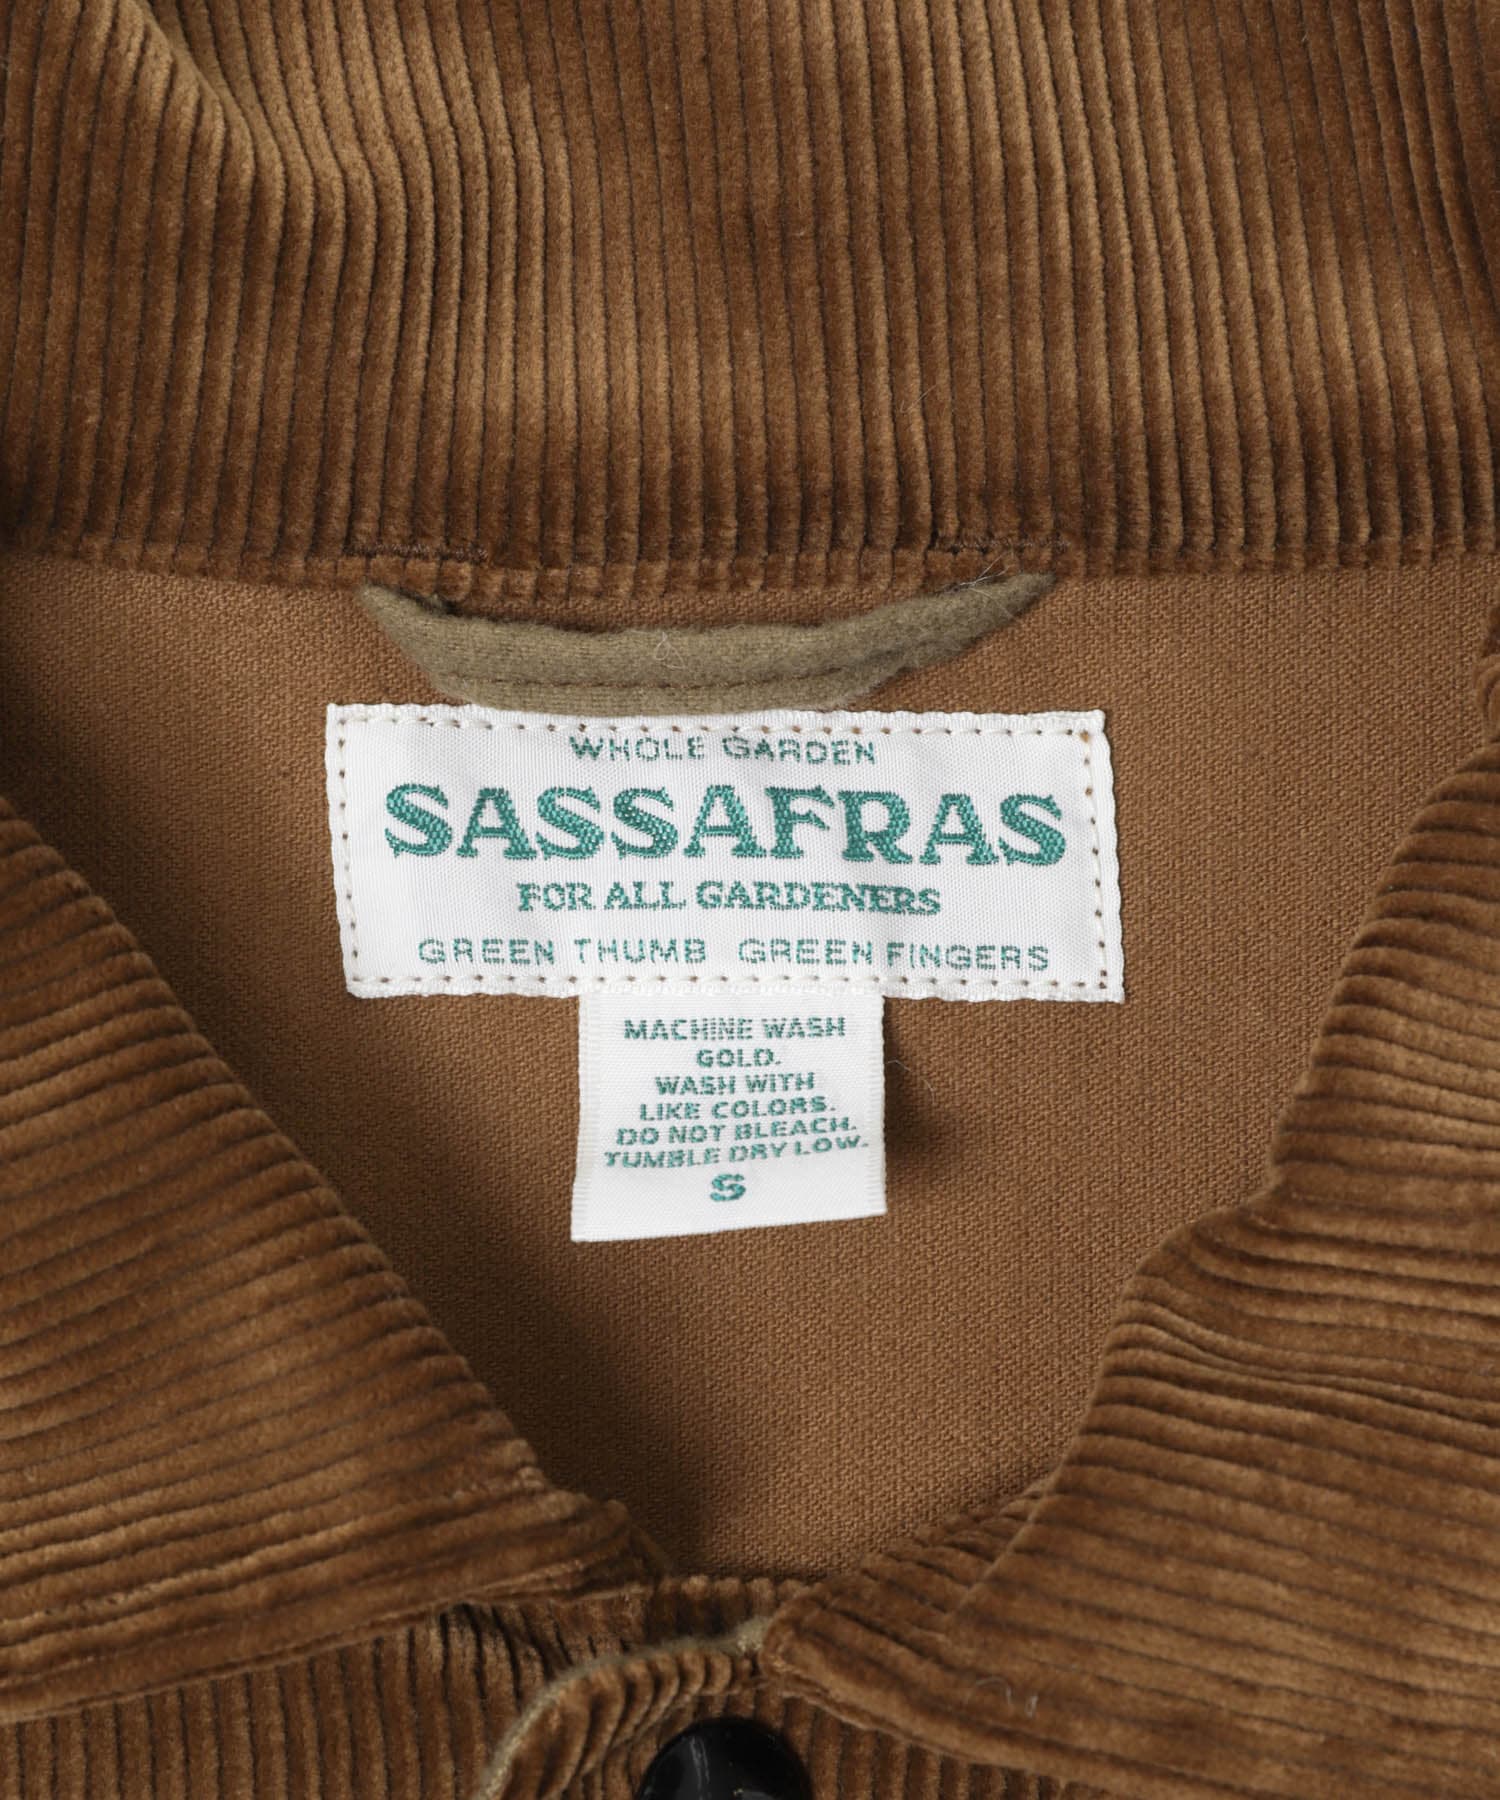 WHOLE GARDEN
SASSAFRAS
FOR ALL GARDENERS
GREEN THUMB GREEN FINGERS
MACHINE WASH
GOLD.
WASH WITH
LIKE COLORS.
DO NOT BLEACH.
TUMBLE DRY LOW.
S